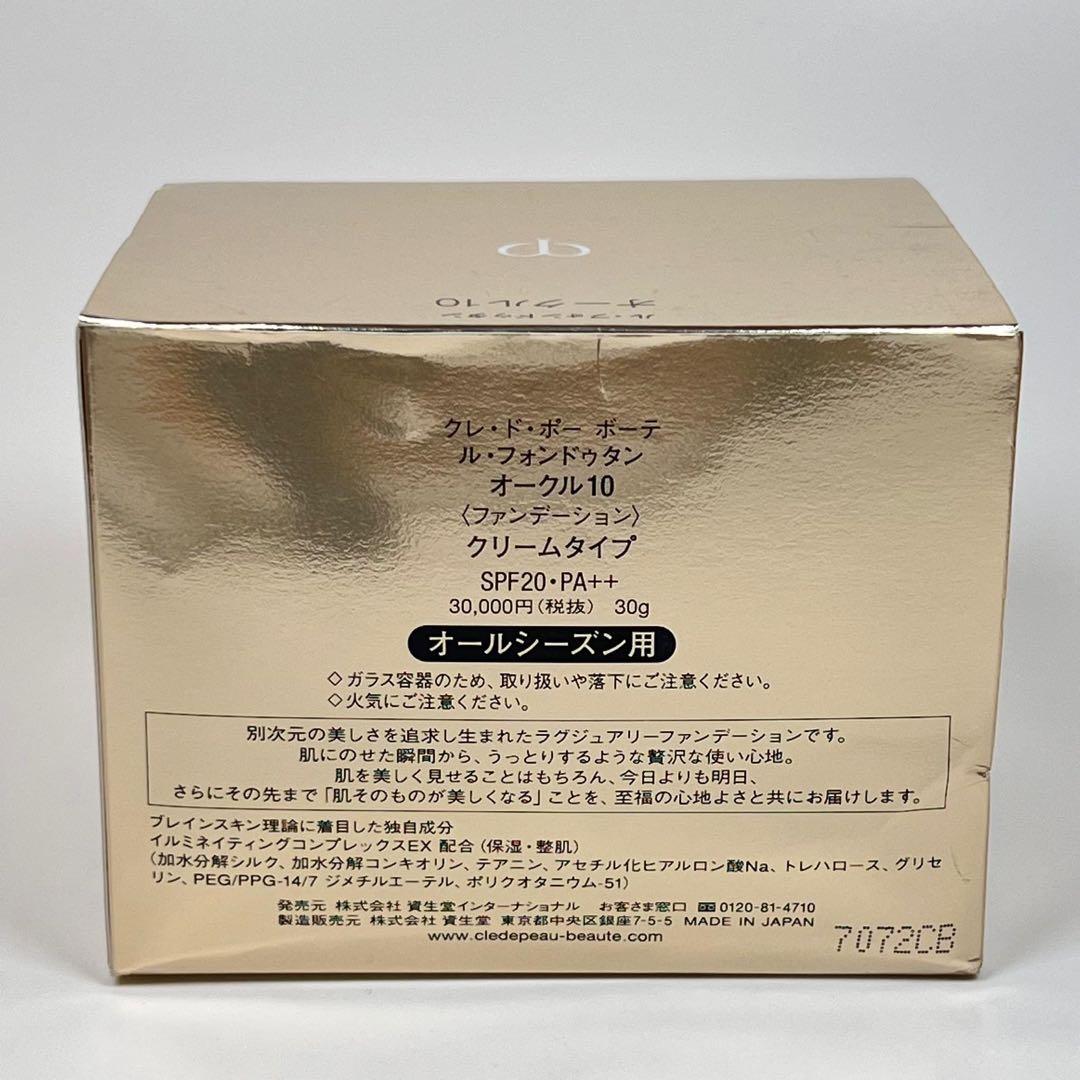 ル・フォンドゥタン
オークル10
クレ・ド・ポー ボーテ
ル・フォンドゥタン
オークル10
〈ファンデーション〉
クリームタイプ
SPF20・PA++
30,000円(税抜) 30g
オールシーズン用
◇ガラス容器のため、取り扱いや落下にご注意ください。
◇火気にご注意ください。
別次元の美しさを追求し生まれたラグジュアリーファンデーションです。
肌にのせた瞬間から、うっとりするような贅沢な使い心地。
肌を美しく見せることはもちろん、今日よりも明日、
さらにその先まで「肌そのものが美しくなる」ことを、至福の心地よさと共にお届けします。
ブレインスキン理論に着目した独自成分
イルミネイティングコンプレックスEX 配合(保湿・整肌)
(加水分解シルク、加水分解コンキオリン、テアニン、アセチル化ヒアルロン酸Na、トレハロース、グリセ
リン、PEG/PPG-14/7 ジメチルエーテル、ポリクオタニウム-51)
発売元 株式会社 資生堂インターナショナル お客さま窓口 0120-81-4710
製造販売元 株式会社 資生堂 東京都中央区銀座7-5-5 MADE IN JAPAN
www.cledepeau-beaute.com
7072CB